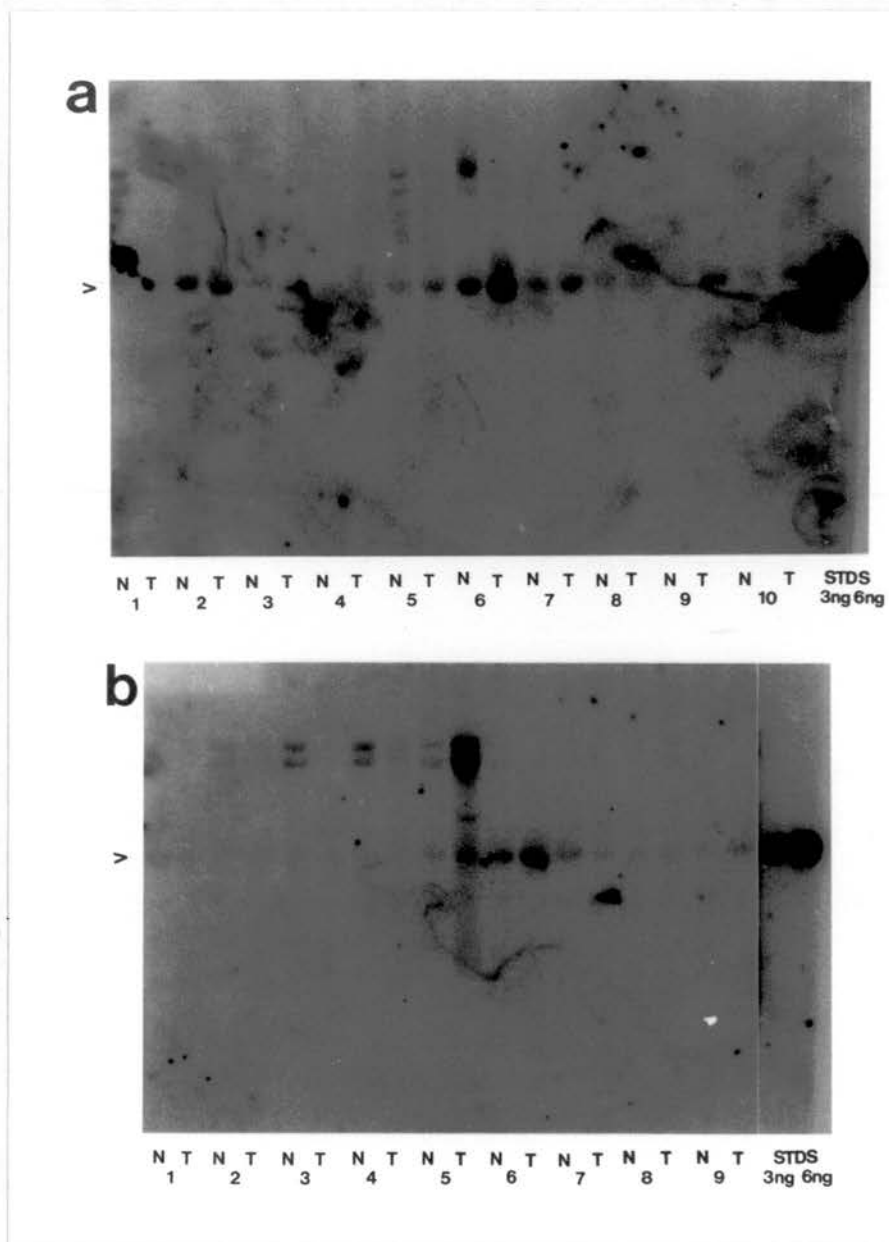 a
>
N T N T N T N T N T N T N T N T N T N T STDS
1 2 3 4 5 6 7 8 9 10 3ng 6ng
b
>
N T N T N T N T N T N T N T N T N T STDS
1 2 3 4 5 6 7 8 9 3ng 6ng